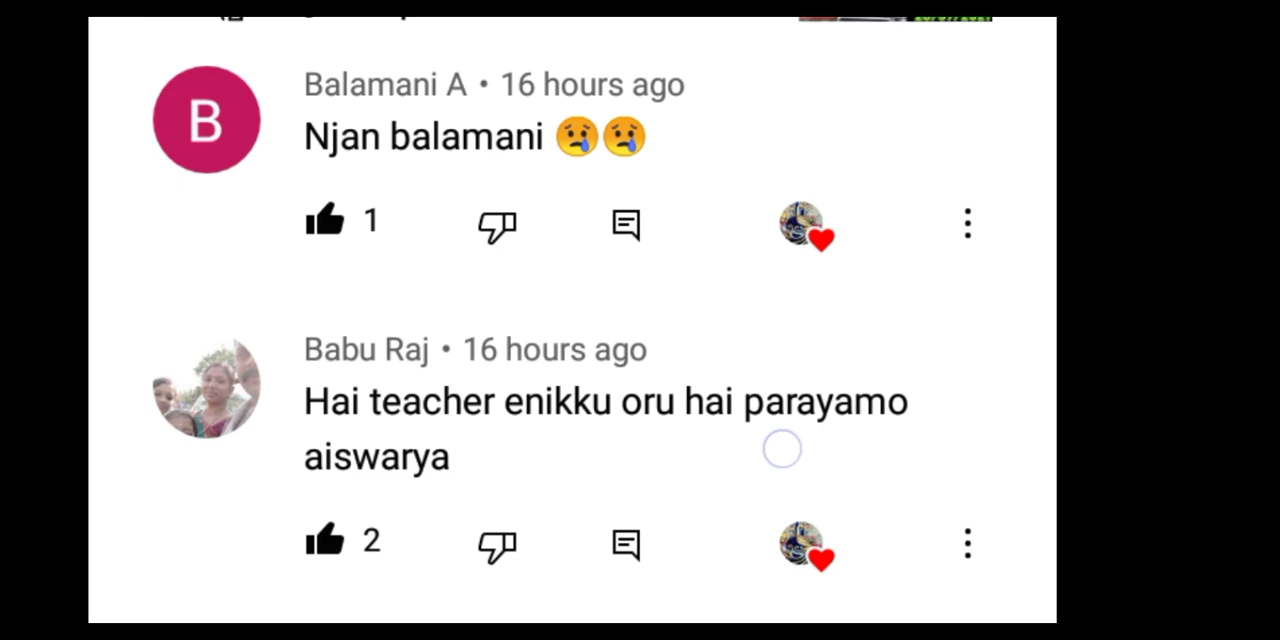 Balamani A • 16 hours ago
B
Njan balamani 😢😢
1
Babu Raj • 16 hours ago
Hai teacher enikku oru hai parayamo
aiswarya
2